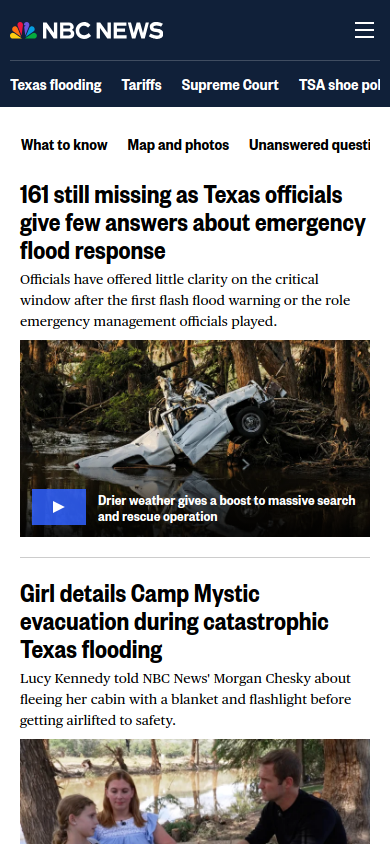 NBC NEWS
Texas flooding Tariffs Supreme Court TSA shoe pol
What to know Map and photos Unanswered questi
161 still missing as Texas officials
give few answers about emergency
flood response
Officials have offered little clarity on the critical
window after the first flash flood warning or the role
emergency management officials played.
Drier weather gives a boost to massive search
and rescue operation
Girl details Camp Mystic
evacuation during catastrophic
Texas flooding
Lucy Kennedy told NBC News' Morgan Chesky about
fleeing her cabin with a blanket and flashlight before
getting airlifted to safety.